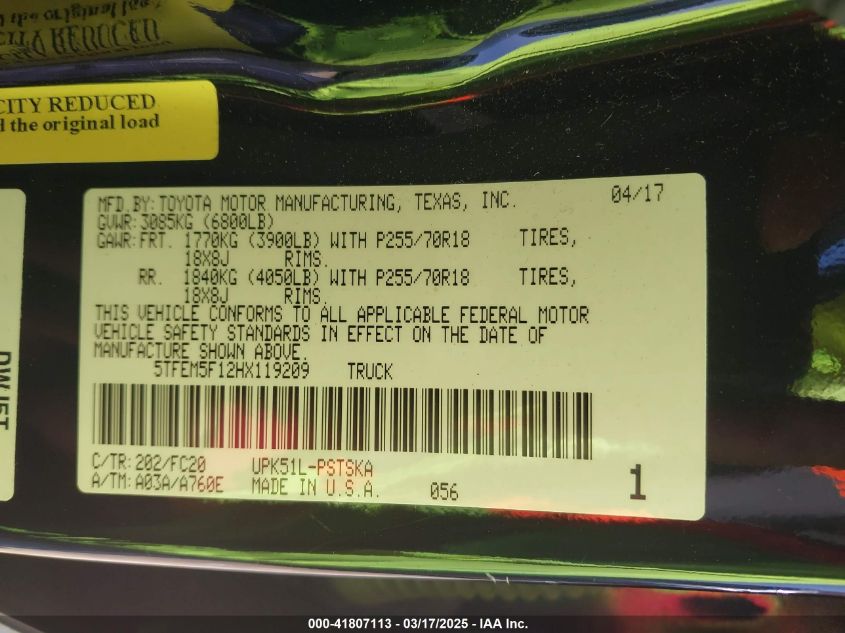 CITY REDUCED
the original load
MFD.BY:TOYOTA MOTOR MANUFACTURING, TEXAS, INC. 04/17
GVWR:3085KG (6800LB)
GAWR:FRT. 1770KG (3900LB) WITH P255/70R18 TIRES,
18X8J RIMS.
RR. 1840KG (4050LB) WITH P255/70R18 TIRES,
18X8J RIMS.
THIS VEHICLE CONFORMS TO ALL APPLICABLE FEDERAL MOTOR
VEHICLE SAFETY STANDARDS IN EFFECT ON THE DATE OF
MANUFACTURE SHOWN ABOVE.
5TFEM5F12HX119209 TRUCK
C/TR:202/FC20 UPK51L-PSTSKA
A/TM:A03A/A760E MADE IN U.S.A. 056 1
000-41807113 - 03/17/2025 - IAA Inc.